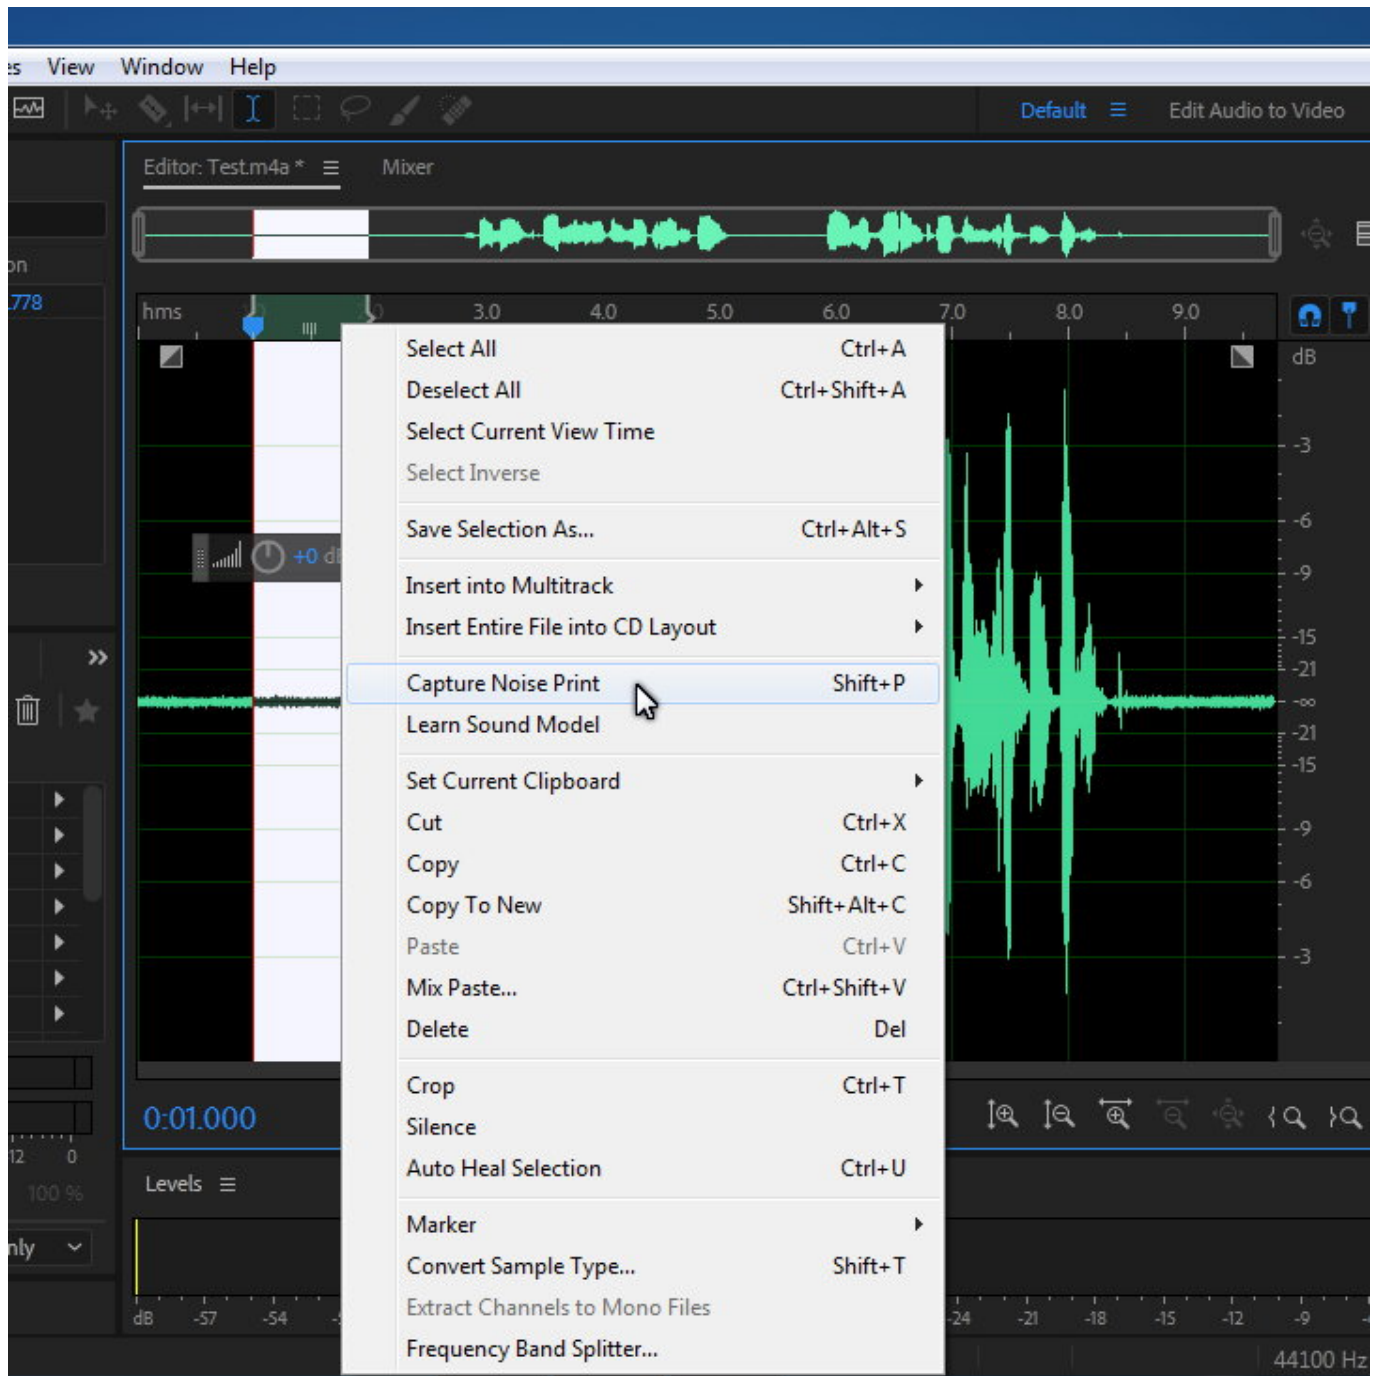 View Window Help
Default Edit Audio to Video
Editor: Test.m4a * Mixer
hms 3.0 4.0 5.0 6.0 7.0 8.0 9.0
778
dB
Select All Ctrl+A
Deselect All Ctrl+Shift+A
Select Current View Time
-3
Select Inverse
Save Selection As... Ctrl+Alt+S
-6
+0 dB
Insert into Multitrack
-9
Insert Entire File into CD Layout
-15
-21
Capture Noise Print Shift+P
-∞
Learn Sound Model
-21
-15
Set Current Clipboard
Cut Ctrl+X
-9
Copy Ctrl+C
-6
Copy To New Shift+Alt+C
Paste Ctrl+V
-3
Mix Paste... Ctrl+Shift+V
Delete Del
Crop Ctrl+T
0:01.000
Silence
12 0
Auto Heal Selection Ctrl+U
100 %
Levels
Marker
nly
Convert Sample Type... Shift+T
Extract Channels to Mono Files
dB -57 -54 -24 -21 -18 -15 -12 -9
Frequency Band Splitter...
44100 Hz